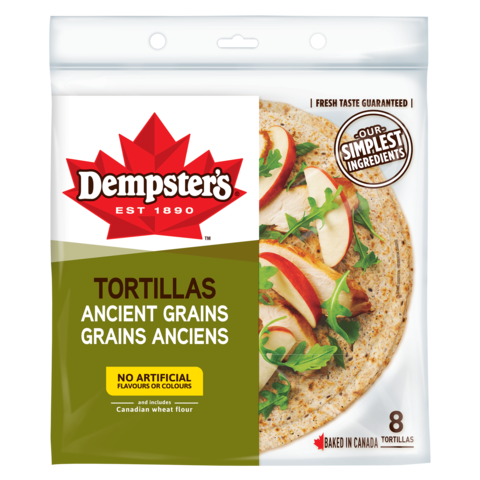 | FRESH TASTE GUARANTEED |
-OUR-
SIMPLEST
INGREDIENTS
Dempster's
EST 1890
™
TORTILLAS
ANCIENT GRAINS
GRAINS ANCIENS
NO ARTIFICIAL
FLAVOURS OR COLOURS
and includes
Canadian wheat flour
BAKED IN CANADA
8
TORTILLAS